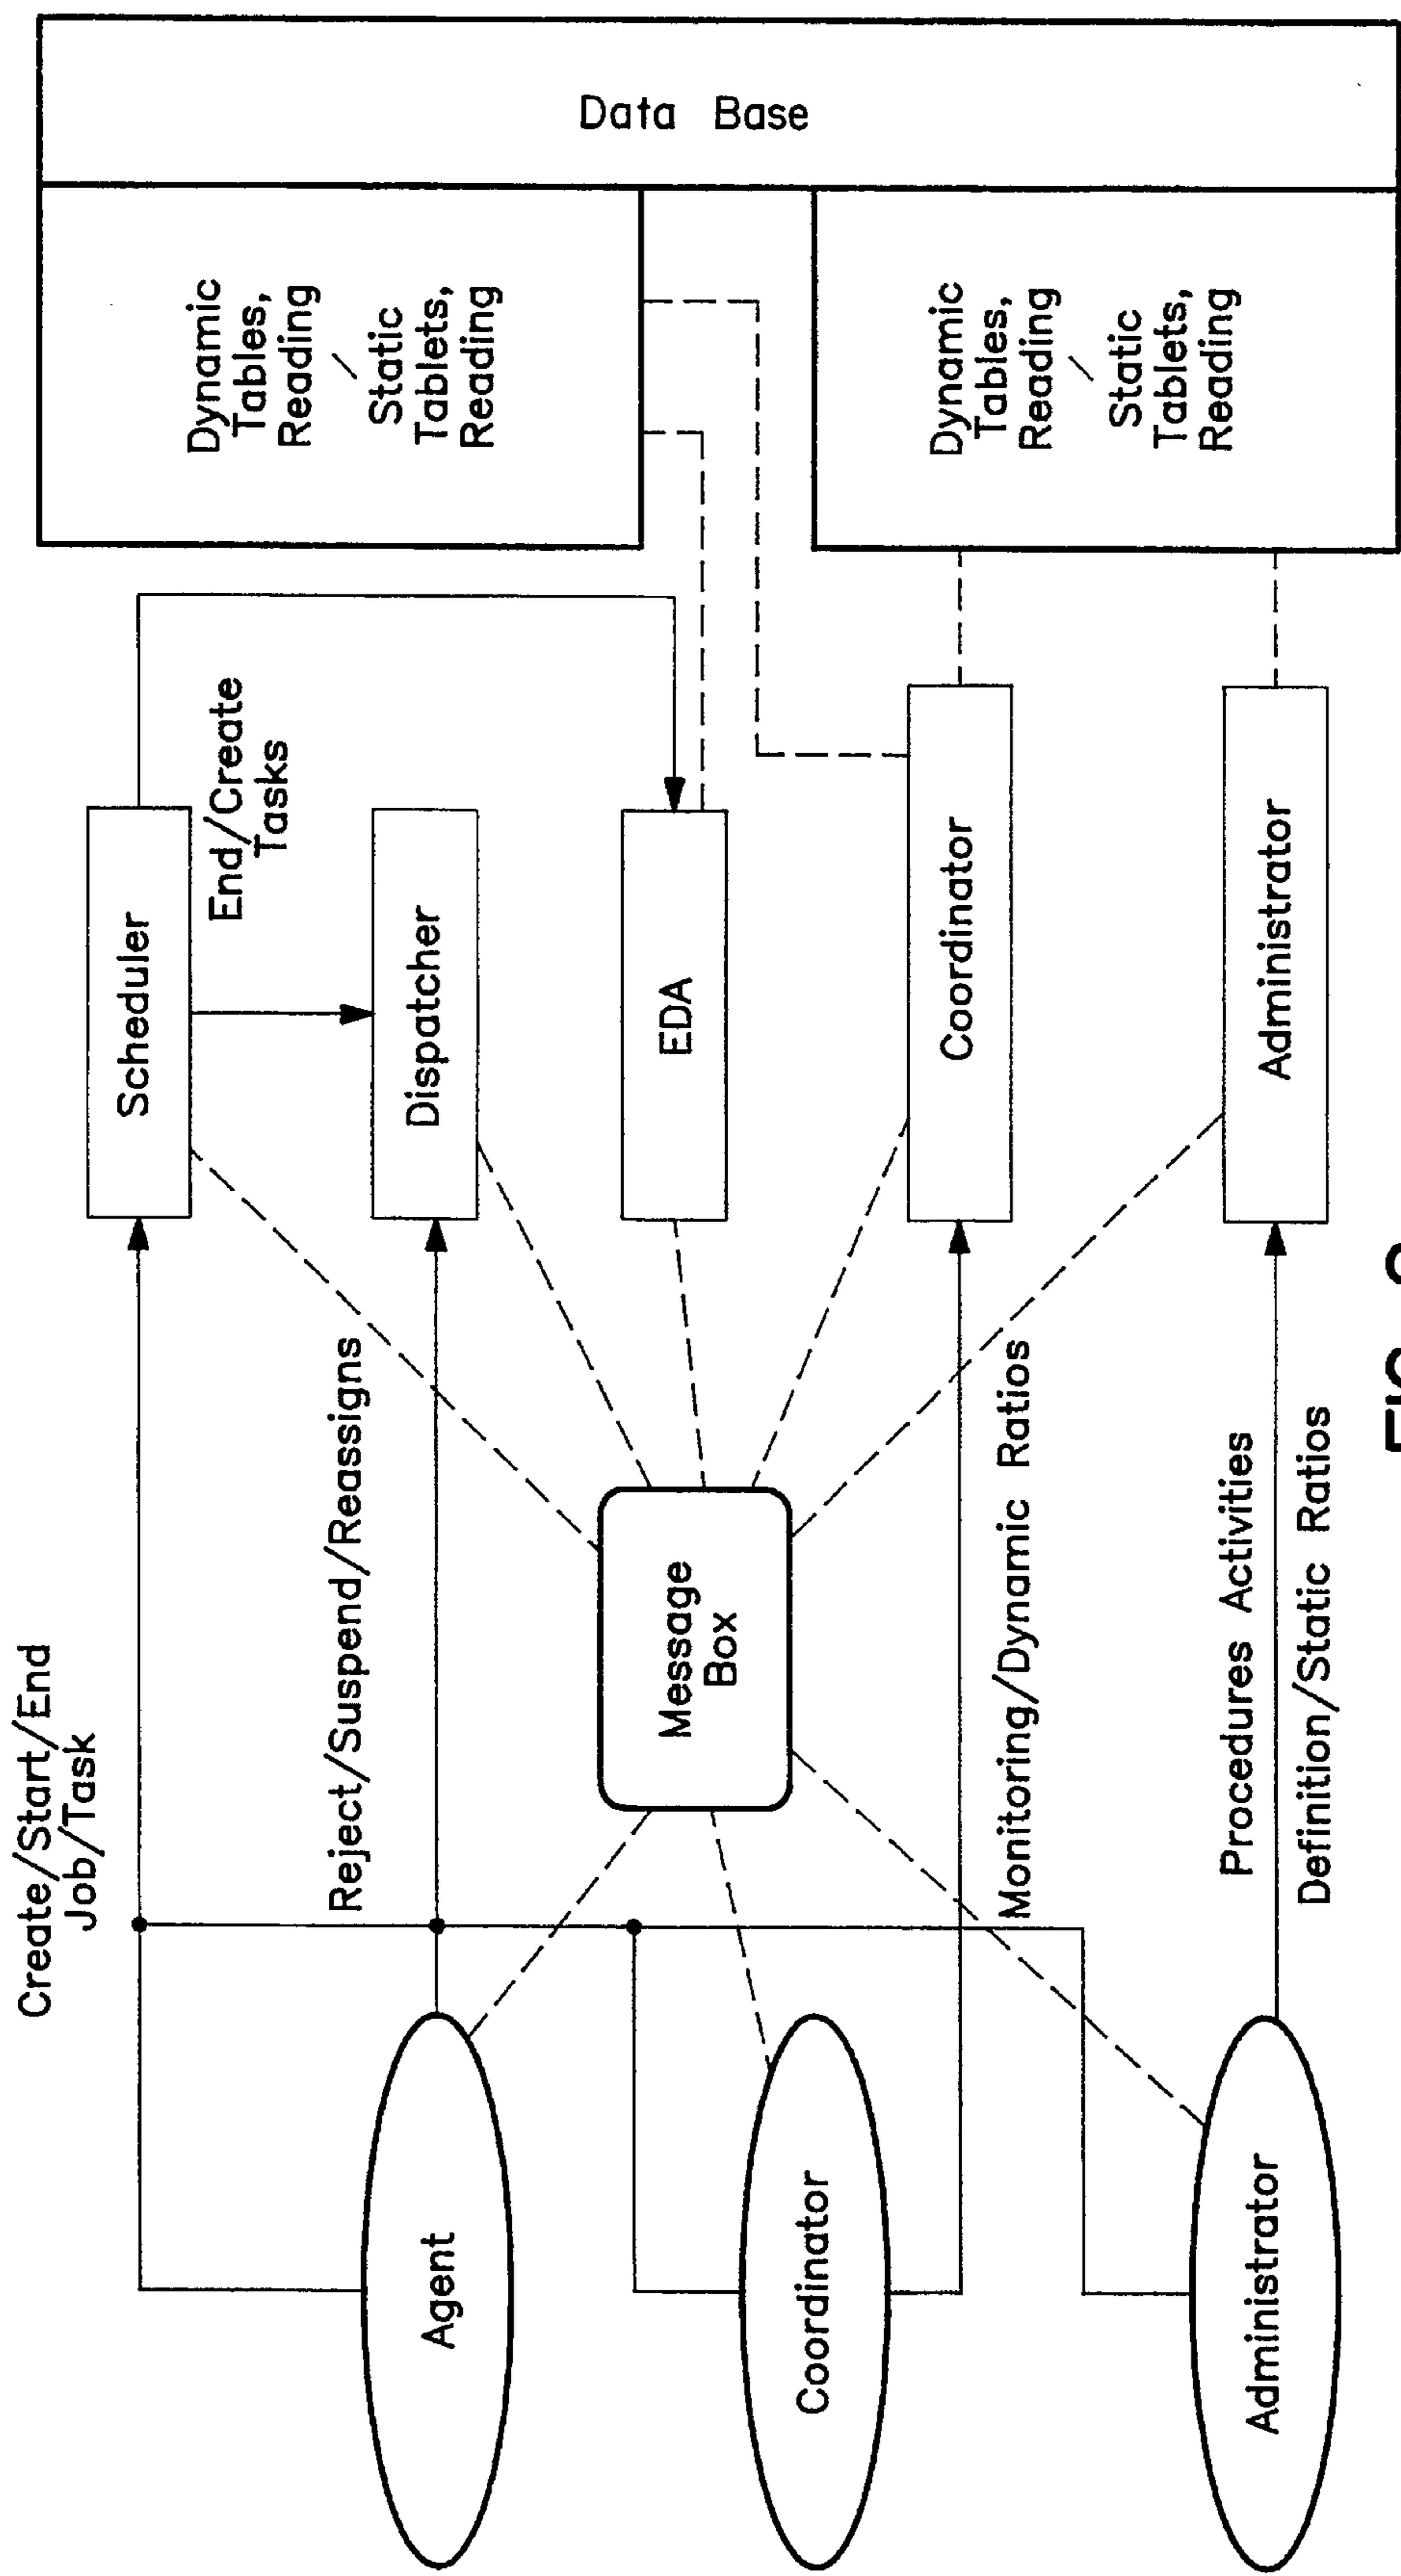 Create/Start/End
Job/Task
Reject/Suspend/Reassigns
Agent
Coordinator
Administrator
Message
Box
Monitoring/Dynamic Ratios
Procedures Activities
Definition/Static Ratios
Scheduler
End/Create
Tasks
Dispatcher
EDA
Coordinator
Administrator
Dynamic
Tables,
Reading
/
Static
Tablets,
Reading
Dynamic
Tables,
Reading
/
Static
Tablets,
Reading
Data Base